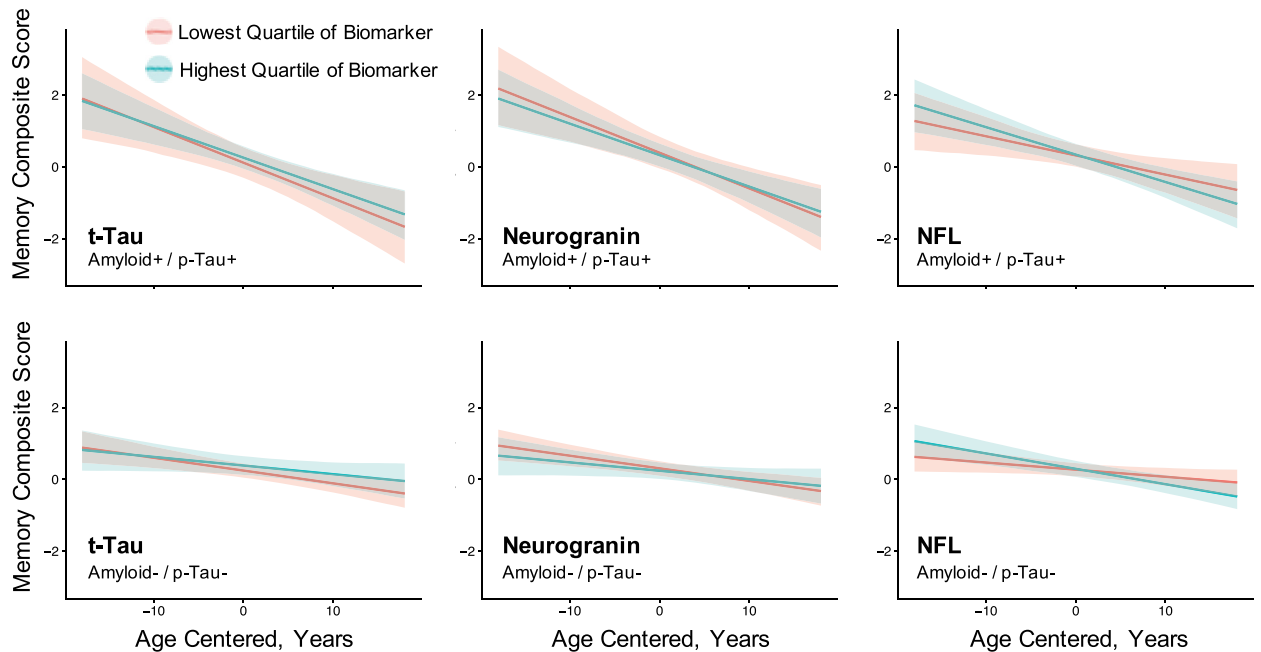 Lowest Quartile of Biomarker
Highest Quartile of Biomarker
Memory Composite Score
2
0
−2
t-Tau
Amyloid+ / p-Tau+
2
0
−2
Neurogranin
Amyloid+ / p-Tau+
2
0
−2
NFL
Amyloid+ / p-Tau+
Memory Composite Score
2
0
−2
t-Tau
Amyloid- / p-Tau-
−10 0 10
Age Centered, Years
2
0
−2
Neurogranin
Amyloid- / p-Tau-
−10 0 10
Age Centered, Years
2
0
−2
NFL
Amyloid- / p-Tau-
−10 0 10
Age Centered, Years